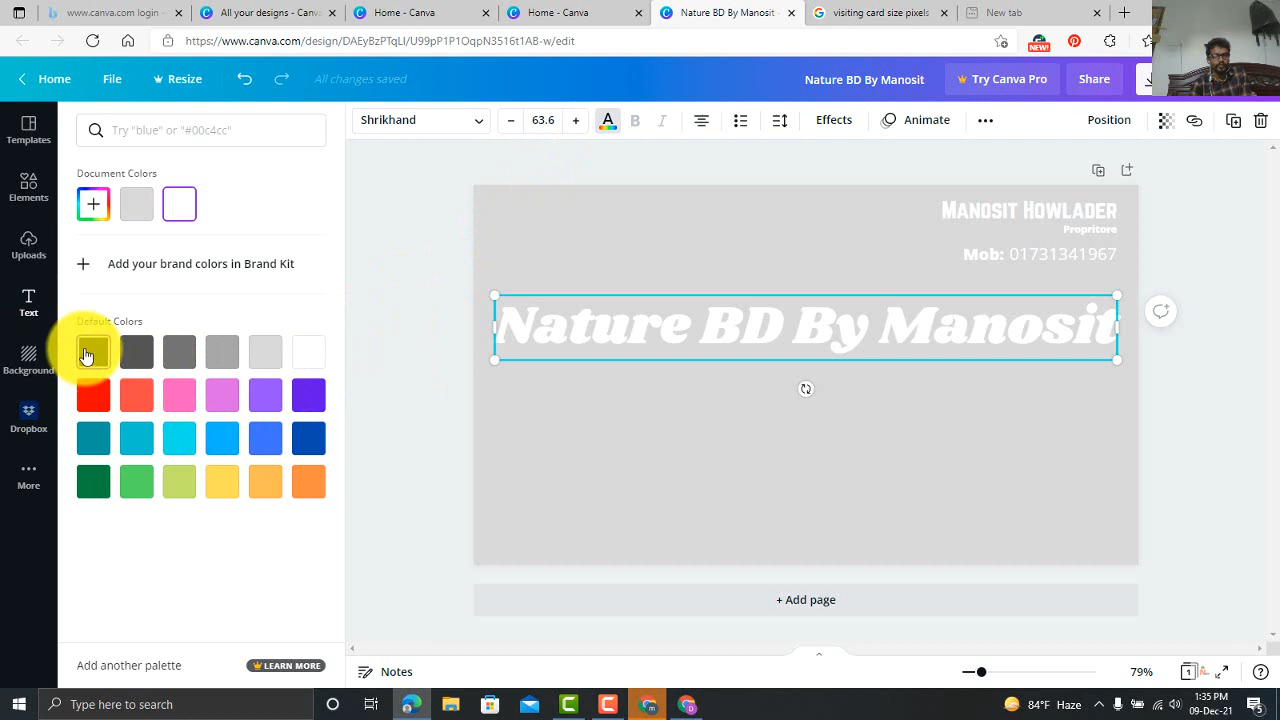 www.canva.com login -
All your designs - Canva
Home - Canva
Home - Canva
Nature BD By Manosit -
visiting card size pixels
New tab
https://www.canva.com/design/DAEyBzPTqLI/U99pP1P1OqpN3516t1AB-w/edit
NEW!
Home
File
Resize
All changes saved
Nature BD By Manosit
Try Canva Pro
Share
Try "blue" or "#00c4cc"
Shrikhand
63.6
A
B
I
Effects
Animate
Position
Templates
Elements
Uploads
Text
Background
Dropbox
More
Document Colors
Add your brand colors in Brand Kit
Default Colors
Add another palette
LEARN MORE
Manosit Howlader
Propritore
Mob: 01731341967
Nature BD By Manosit
+ Add page
Notes
79%
1
Type here to search
84°F Haze
1:35 PM
09-Dec-21